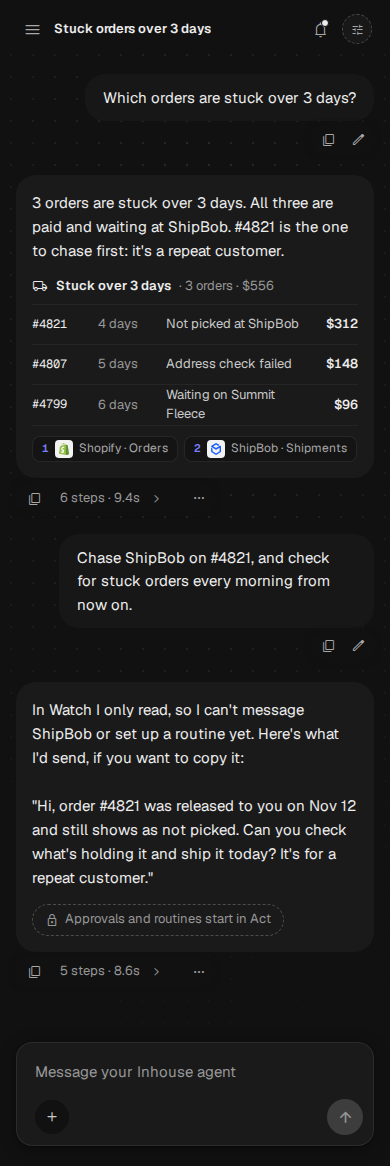 Stuck orders over 3 days
Which orders are stuck over 3 days?
3 orders are stuck over 3 days. All three are
paid and waiting at ShipBob. #4821 is the one
to chase first: it's a repeat customer.
Stuck over 3 days · 3 orders · $556
#4821 4 days Not picked at ShipBob $312
#4807 5 days Address check failed $148
#4799 6 days Waiting on Summit
Fleece $96
1 Shopify · Orders 2 ShipBob · Shipments
6 steps · 9.4s
Chase ShipBob on #4821, and check
for stuck orders every morning from
now on.
In Watch I only read, so I can't message
ShipBob or set up a routine yet. Here's what
I'd send, if you want to copy it:
"Hi, order #4821 was released to you on Nov 12
and still shows as not picked. Can you check
what's holding it and ship it today? It's for a
repeat customer."
Approvals and routines start in Act
5 steps · 8.6s
Message your Inhouse agent